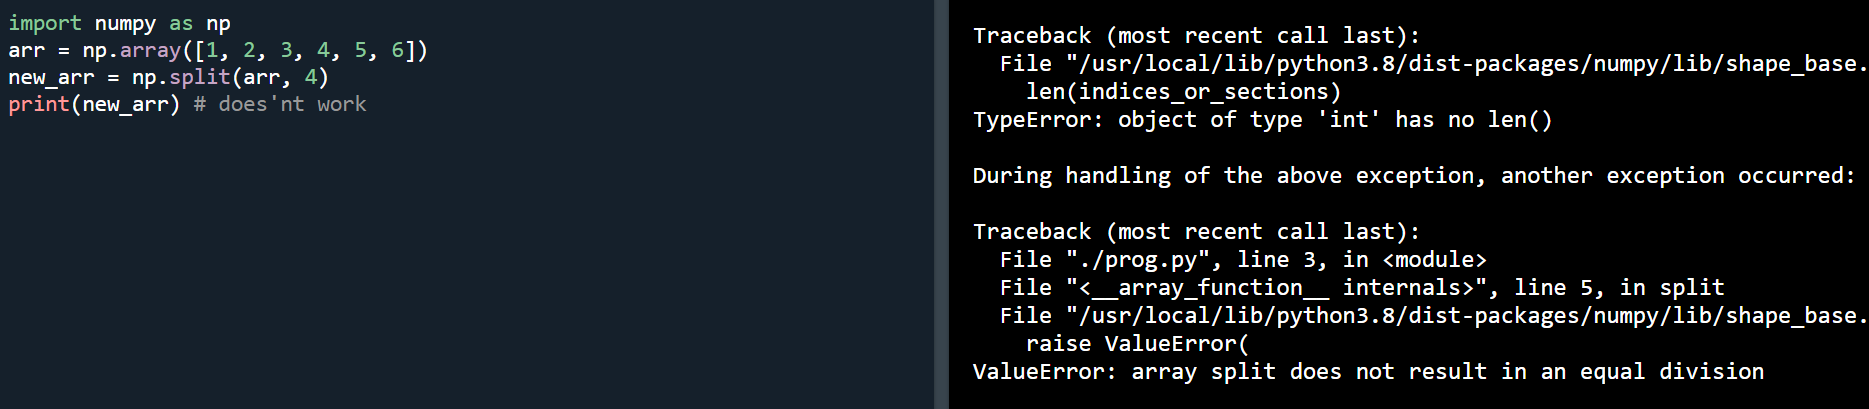 import numpy as np
arr = np.array([1, 2, 3, 4, 5, 6])
new_arr = np.split(arr, 4)
print(new_arr) # does'nt work
Traceback (most recent call last):
  File "/usr/local/lib/python3.8/dist-packages/numpy/lib/shape_base.
    len(indices_or_sections)
TypeError: object of type 'int' has no len()
During handling of the above exception, another exception occurred:
Traceback (most recent call last):
  File "./prog.py", line 3, in <module>
  File "<__array_function__ internals>", line 5, in split
  File "/usr/local/lib/python3.8/dist-packages/numpy/lib/shape_base.
    raise ValueError(
ValueError: array split does not result in an equal division